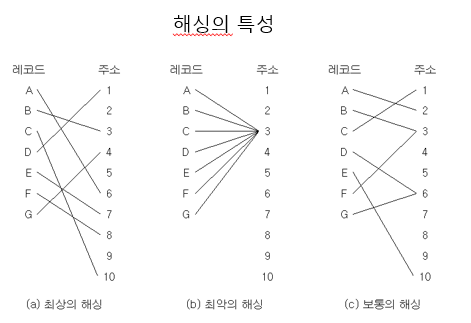 해싱의 특성
레코드 주소 레코드 주소 레코드 주소
A 1 A 1 A 1
B 2 B 2 B 2
C 3 C 3 C 3
D 4 D 4 D 4
E 5 E 5 E 5
F 6 F 6 F 6
G 7 G 7 G 7
8 8 8
9 9 9
10 10 10
(a) 최상의 해싱 (b) 최악의 해싱 (c) 보통의 해싱